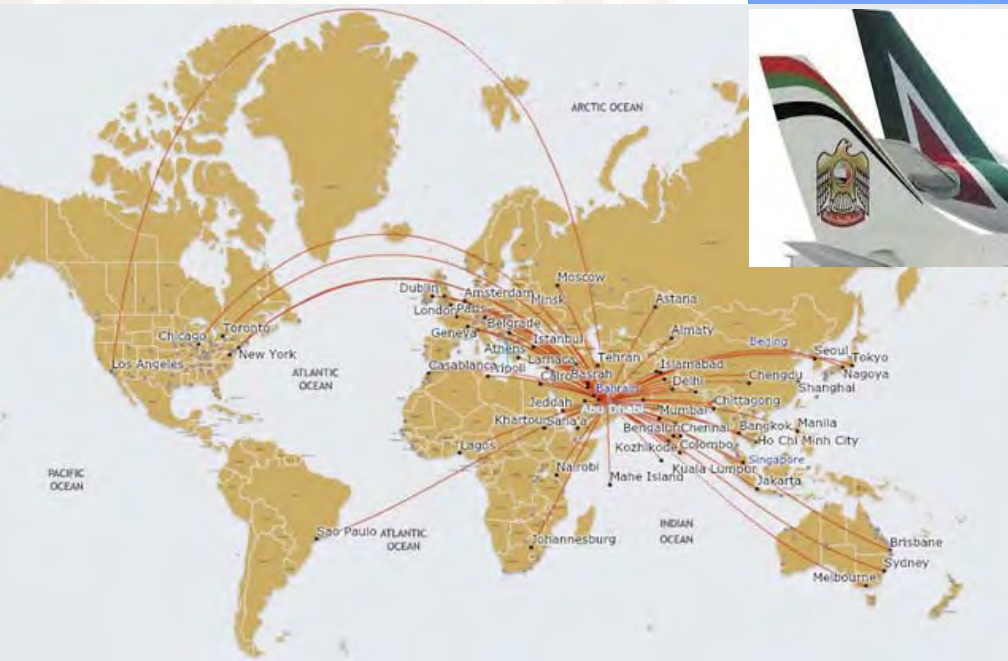 ARCTIC OCEAN
Moscow
Dublin
Amsterdam
Minsk
Astana
London
Paris
Belgrade
Geneva
Istanbul
Almaty
Chicago
Toronto
New York
Los Angeles
Athens
Larnaca
Tehran
Beijing
Seoul
Tokyo
Nagoya
ATLANTIC
OCEAN
Casablanca
Tripoli
Cairo
Basrah
Bahrain
Islamabad
Delhi
Chengdu
Shanghai
Jeddah
Abu Dhabi
Mumbai
Chittagong
Khartoum
Sana'a
Bengaluru
Chennai
Bangkok
Manila
Lagos
Kozhikode
Colombo
Ho Chi Minh City
PACIFIC
OCEAN
Nairobi
Mahe Island
Kuala Lumpur
Singapore
Jakarta
Sao Paulo
ATLANTIC
OCEAN
Johannesburg
INDIAN
OCEAN
Brisbane
Sydney
Melbourne